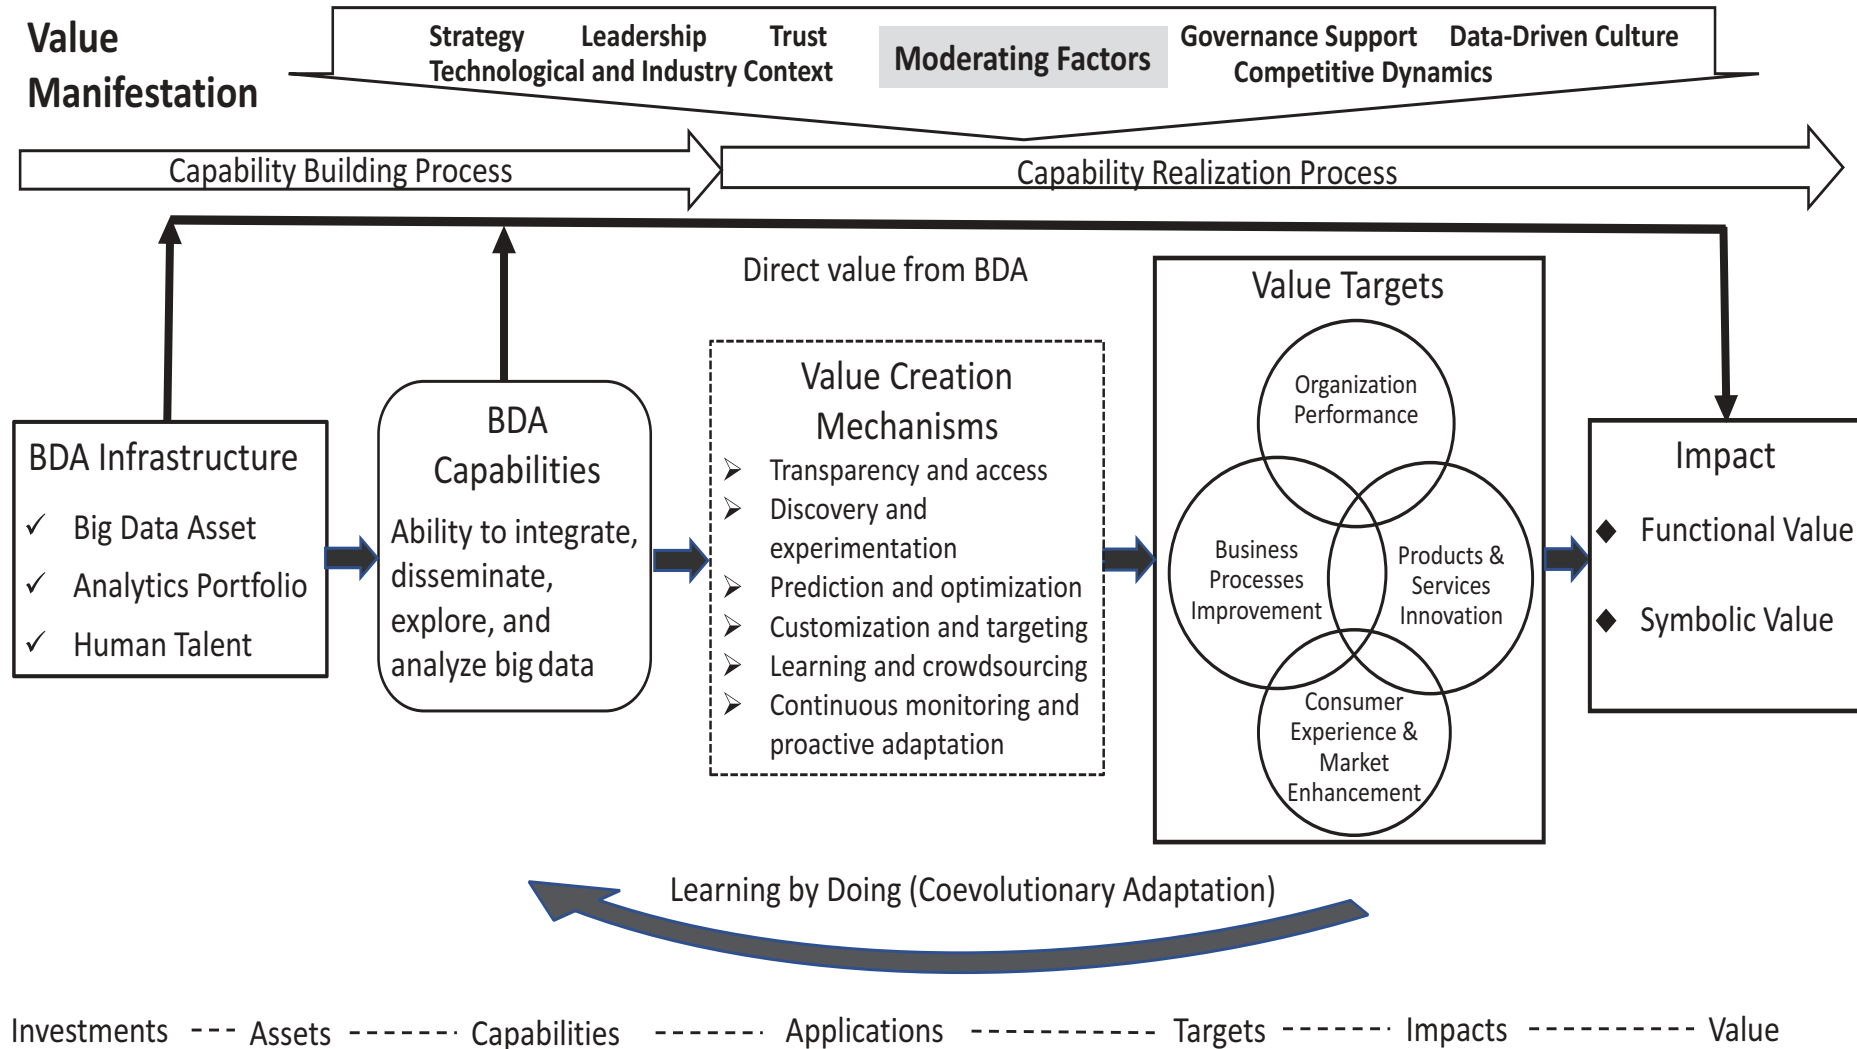 Value
Manifestation
Strategy Leadership Trust
Technological and Industry Context
Moderating Factors
Governance Support Data-Driven Culture
Competitive Dynamics
Capability Building Process
Capability Realization Process
Direct value from BDA
BDA Infrastructure
✓ Big Data Asset
✓ Analytics Portfolio
✓ Human Talent
BDA
Capabilities
Ability to integrate,
disseminate,
explore, and
analyze big data
Value Creation
Mechanisms
➢ Transparency and access
➢ Discovery and
experimentation
➢ Prediction and optimization
➢ Customization and targeting
➢ Learning and crowdsourcing
➢ Continuous monitoring and
proactive adaptation
Value Targets
Organization
Performance
Business
Processes
Improvement
Products &
Services
Innovation
Consumer
Experience &
Market
Enhancement
Impact
◆ Functional Value
◆ Symbolic Value
Learning by Doing (Coevolutionary Adaptation)
Investments --- Assets ------- Capabilities ------- Applications ------------ Targets ------- Impacts ---------- Value